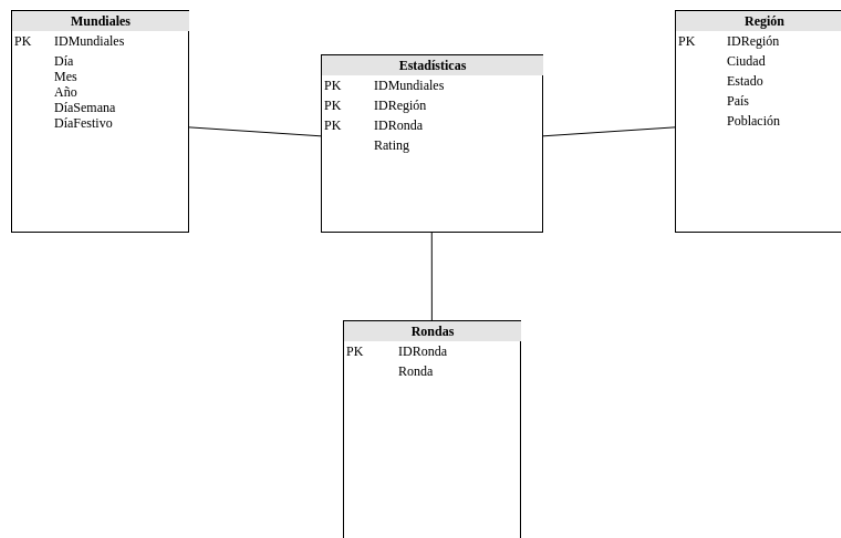 Mundiales
PK IDMundiales
Día
Mes
Año
DíaSemana
DíaFestivo
Estadísticas
PK IDMundiales
PK IDRegión
PK IDRonda
Rating
Región
PK IDRegión
Ciudad
Estado
País
Población
Rondas
PK IDRonda
Ronda